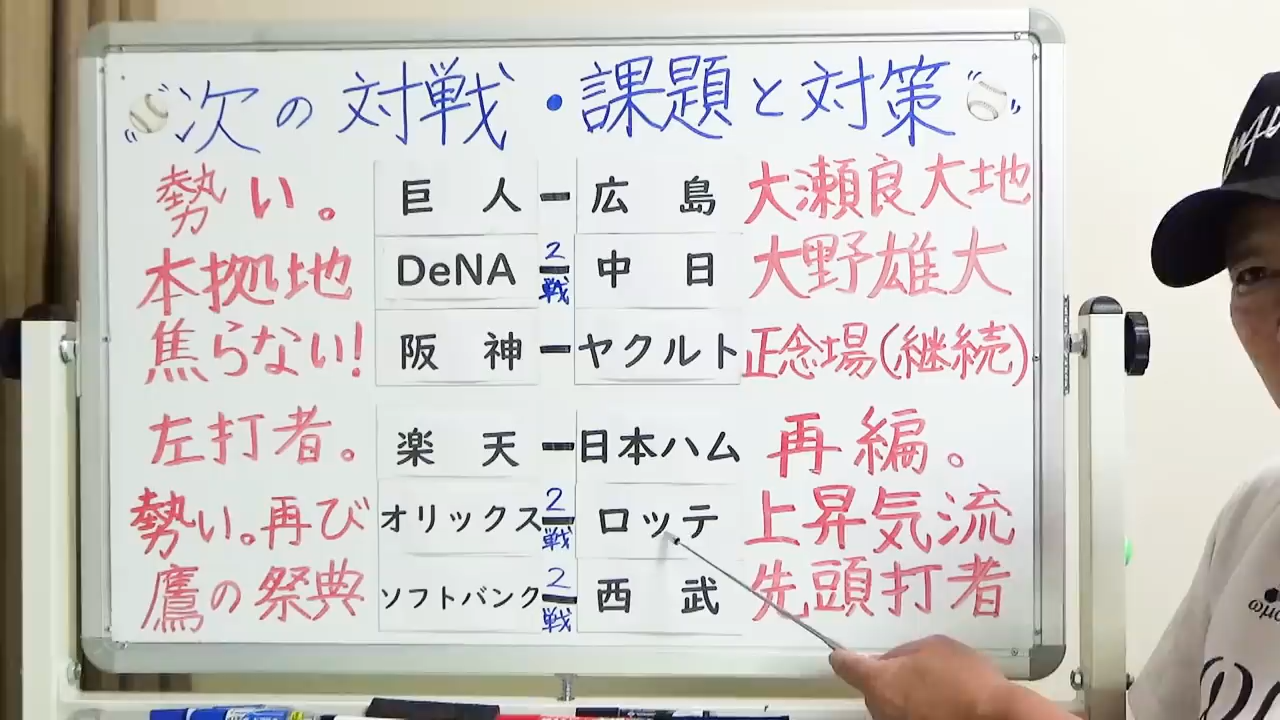 次の対戦・課題と対策
勢い。 巨人 - 広島 大瀬良大地
本拠地 DeNA 2戦 - 中日 大野雄大
焦らない! 阪神 - ヤクルト 正念場(継続)
左打者。 楽天 - 日本ハム 再編。
勢い。再び オリックス 2戦 - ロッテ 上昇気流
鷹の祭典 ソフトバンク 2戦 - 西武 先頭打者